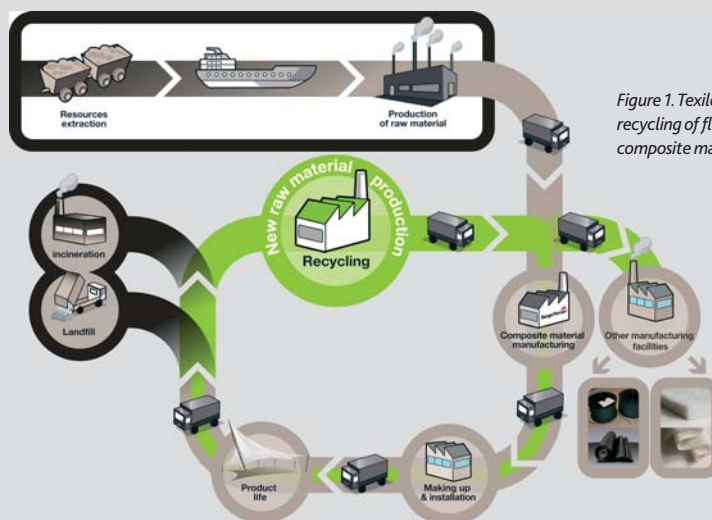 Resources
extraction
Production
of raw material
Figure 1. Texilo
recycling of fl
composite ma
New raw material production
Recycling
incineration
Landfill
Composite material
manufacturing
Other manufacturing
facilities
Product
life
Making up
& installation